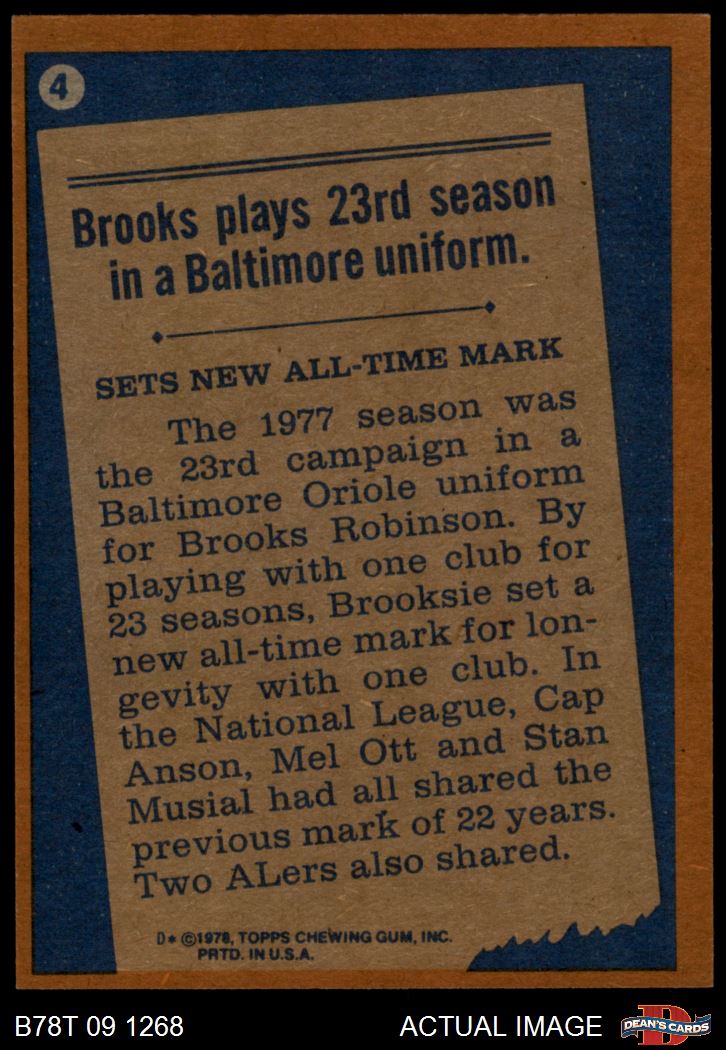 4
Brooks plays 23rd season
in a Baltimore uniform.
SETS NEW ALL-TIME MARK
The 1977 season was
the 23rd campaign in a
Baltimore Oriole uniform
for Brooks Robinson. By
playing with one club for
23 seasons, Brooksie set a
new all-time mark for lon-
gevity with one club. In
the National League, Cap
Anson, Mel Ott and Stan
Musial had all shared the
previous mark of 22 years.
Two ALers also shared.
D* ©1978, TOPPS CHEWING GUM, INC.
PRTD. IN U.S.A.
B78T 09 1268 ACTUAL IMAGE DEAN'S CARDS